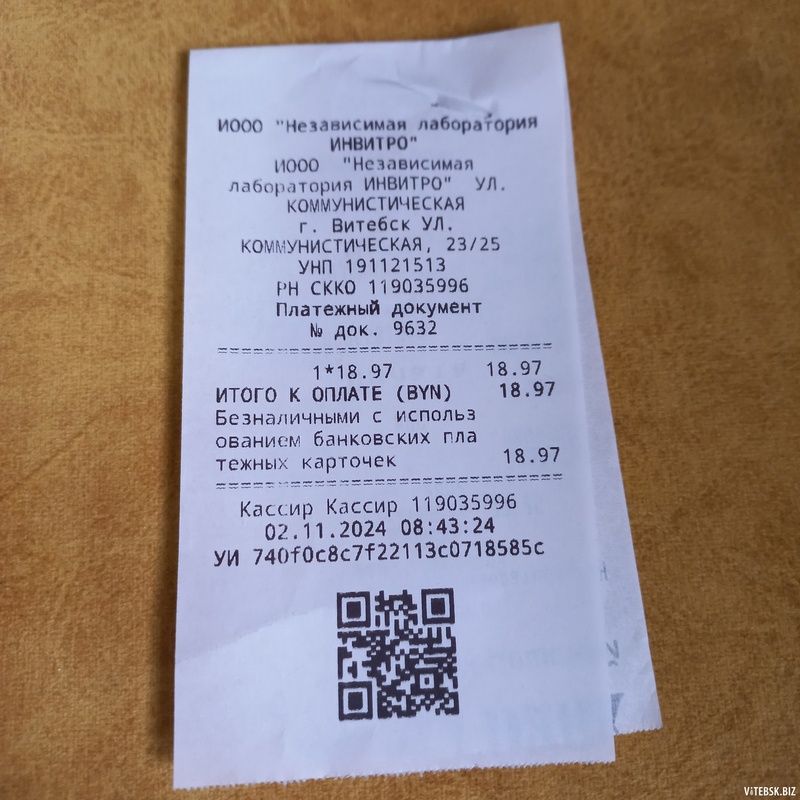 ИООО "Независимая лаборатория
ИНВИТРО"
ИООО "Независимая
лаборатория ИНВИТРО" УЛ.
КОММУНИСТИЧЕСКАЯ
г. Витебск УЛ.
КОММУНИСТИЧЕСКАЯ, 23/25
УНП 191121513
РН СККО 119035996
Платежный документ
№ док. 9632
==================================
1*18.97 18.97
ИТОГО К ОПЛАТЕ (BYN) 18.97
Безналичными с использ
ованием банковских пла
тежных карточек 18.97
==================================
Кассир Кассир 119035996
02.11.2024 08:43:24
УИ 740f0c8c7f22113c0718585c
ViTEBSK.BIZ